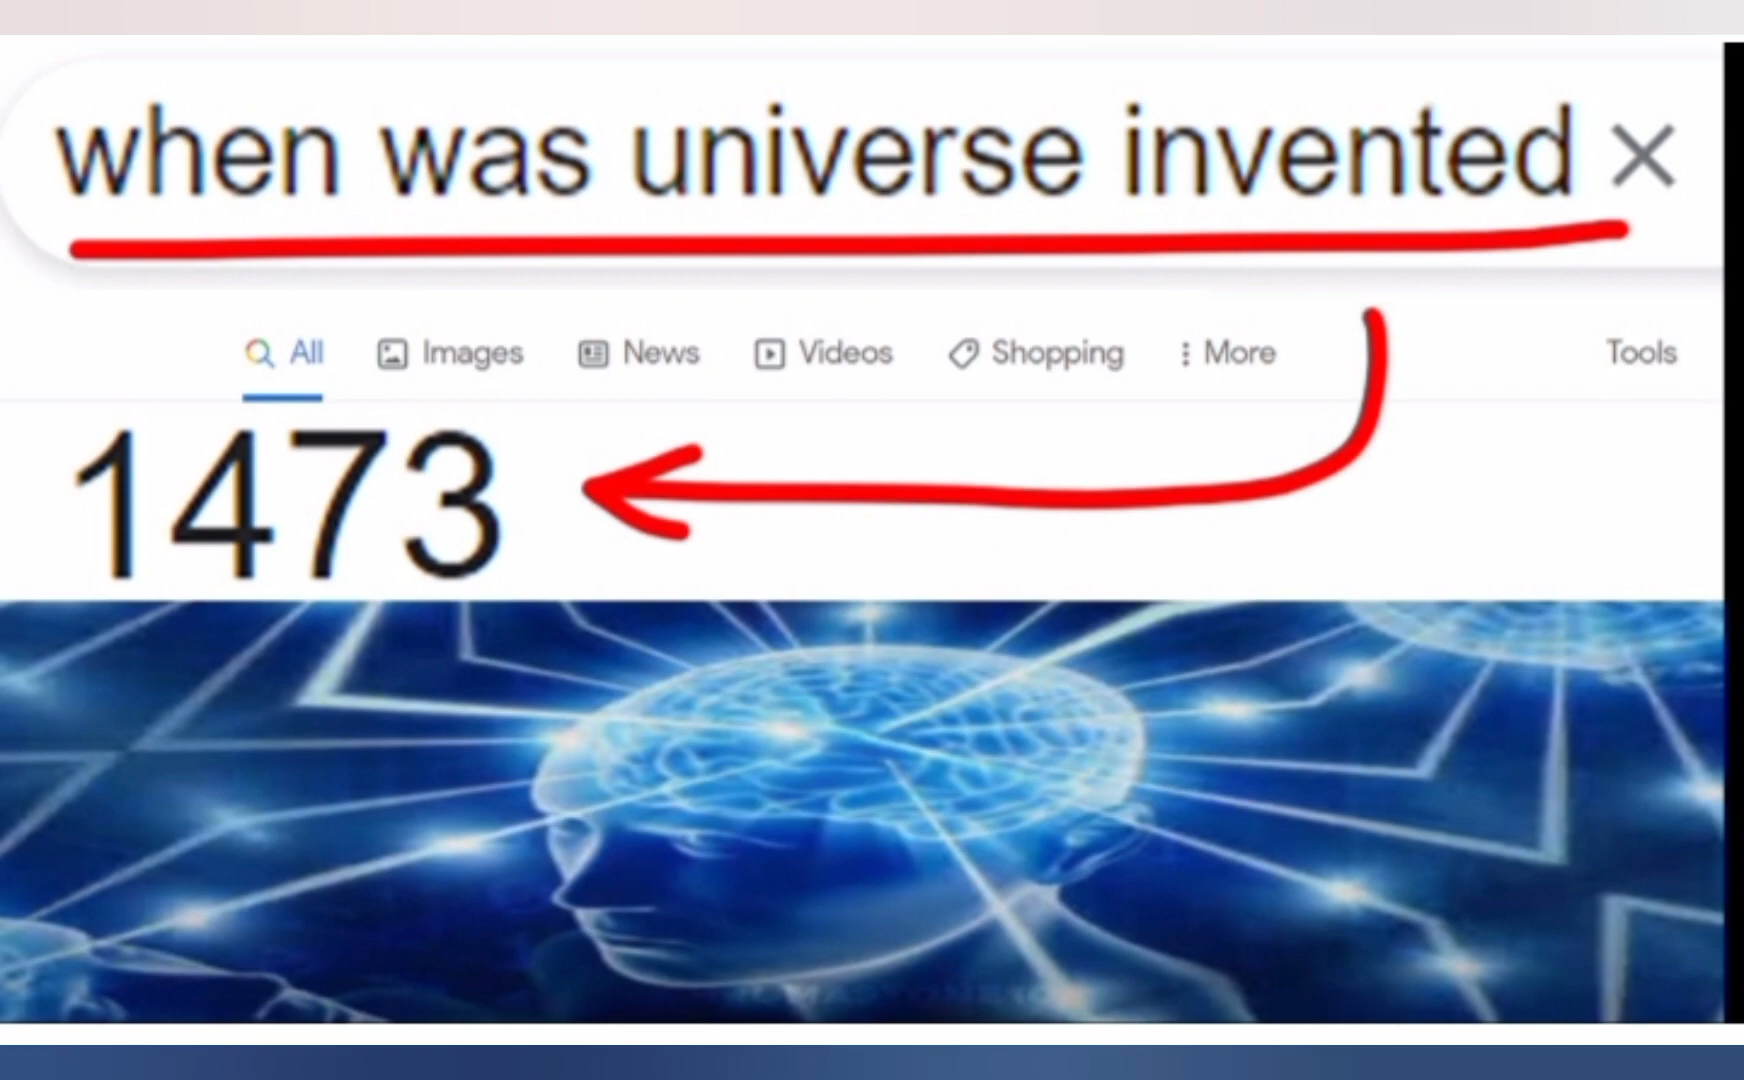 when was universe invented
All Images News Videos Shopping More Tools
1473